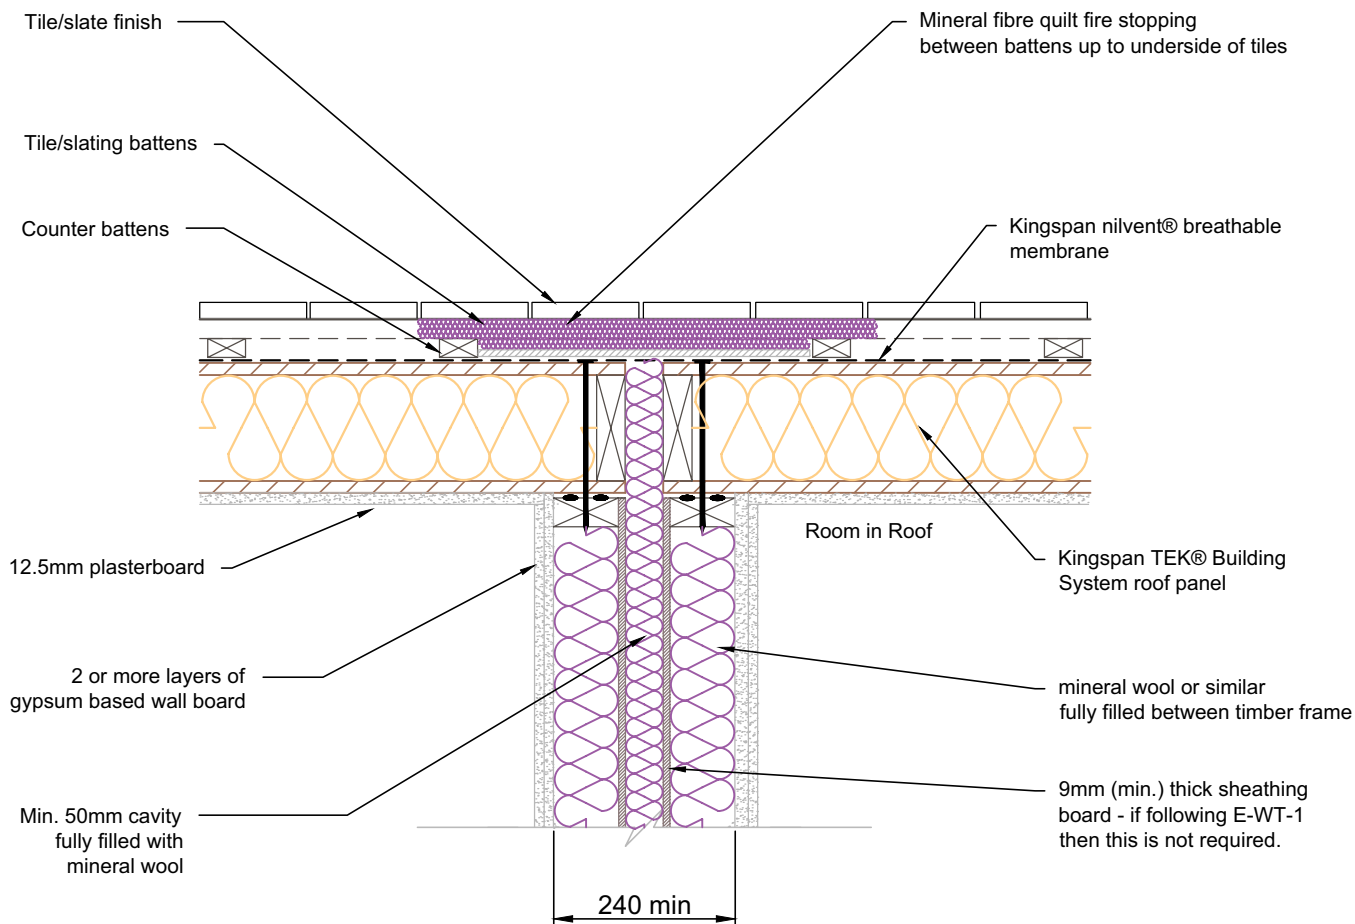 Tile/slate finish
Mineral fibre quilt fire stopping
between battens up to underside of tiles
Tile/slating battens
Counter battens
Kingspan nilvent® breathable
membrane
Room in Roof
12.5mm plasterboard
Kingspan TEK® Building
System roof panel
2 or more layers of
gypsum based wall board
mineral wool or similar
fully filled between timber frame
Min. 50mm cavity
fully filled with
mineral wool
9mm (min.) thick sheathing
board - if following E-WT-1
then this is not required.
240 min